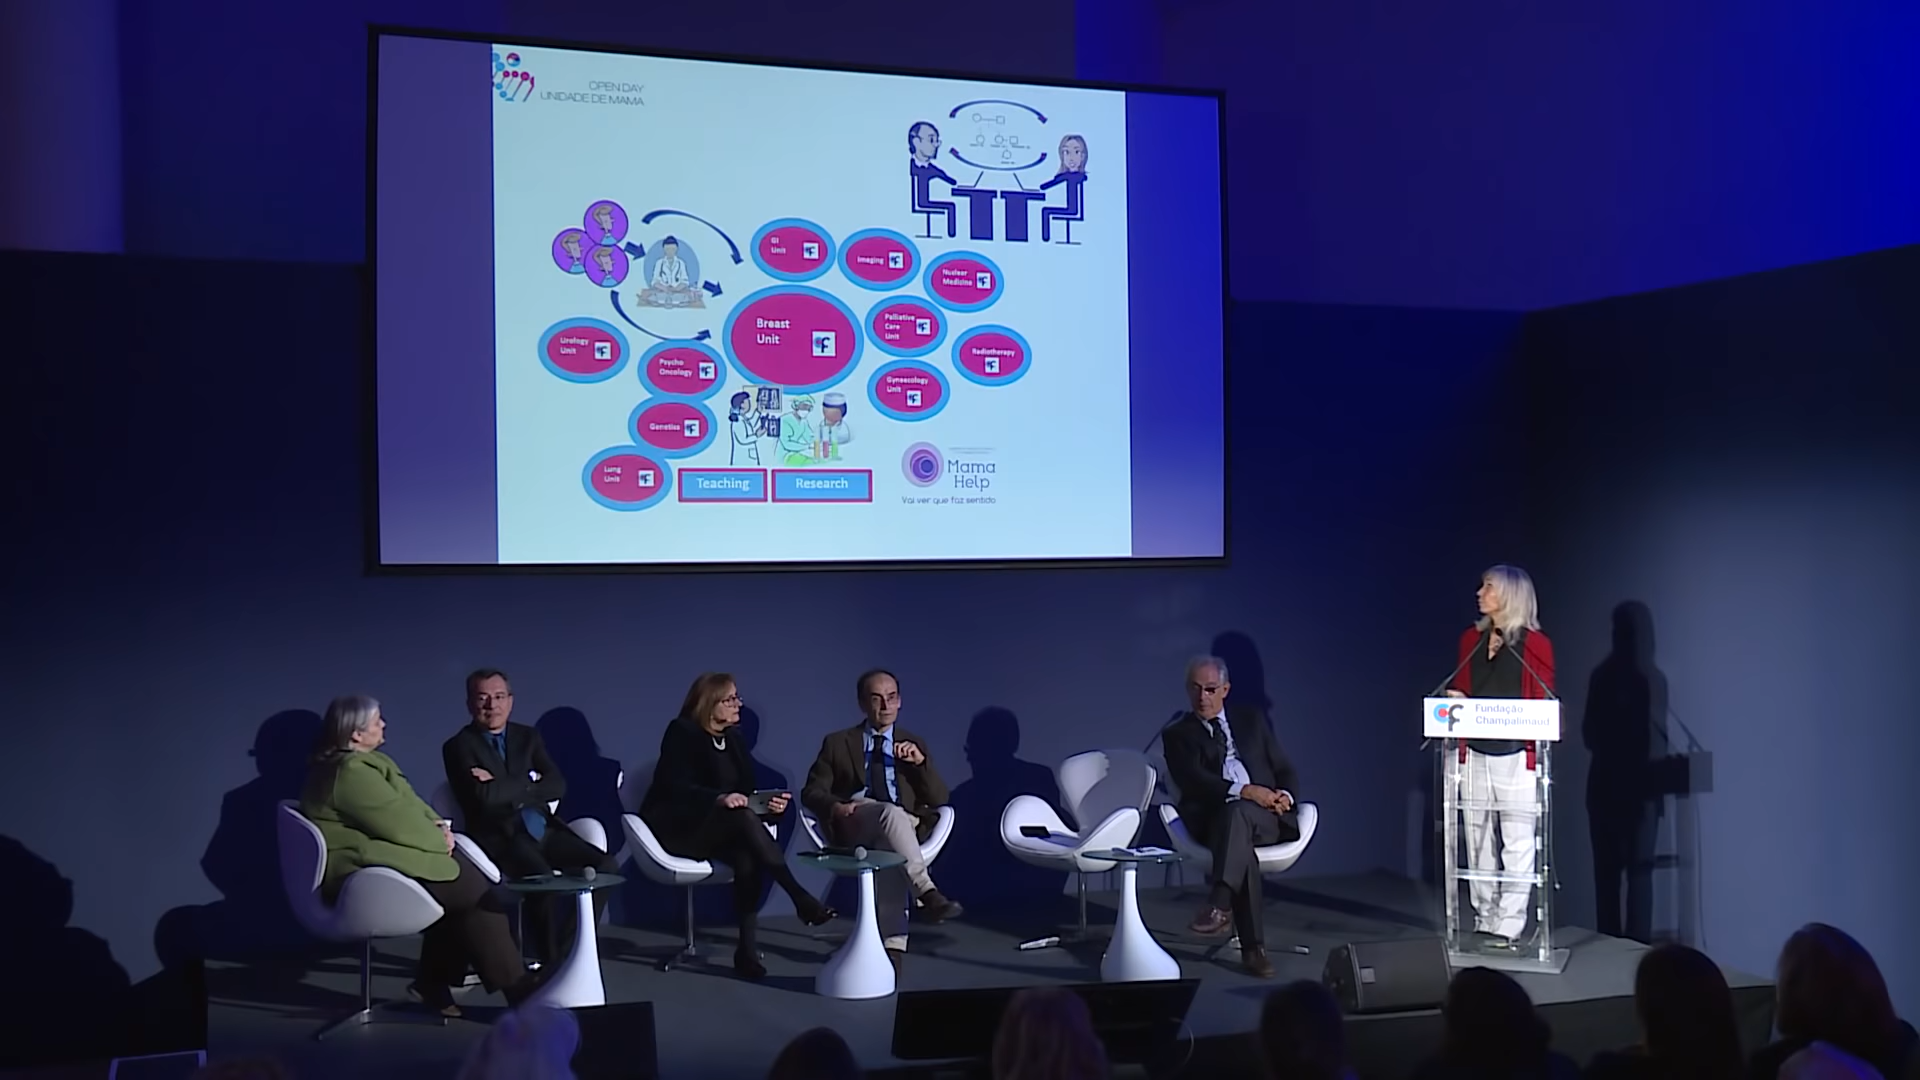 OPEN DAY
UNIDADE DE MAMA
GI
Unit
Imaging
Nuclear
Medicine
Breast
Unit
Palliative
Care
Unit
Urology
Unit
Psycho
Oncology
Radiotherapy
Gynaecology
Unit
Genetics
Lung
Unit
Teaching
Research
Mama
Help
Vai ver que faz sentido
Fundação
Champalimaud